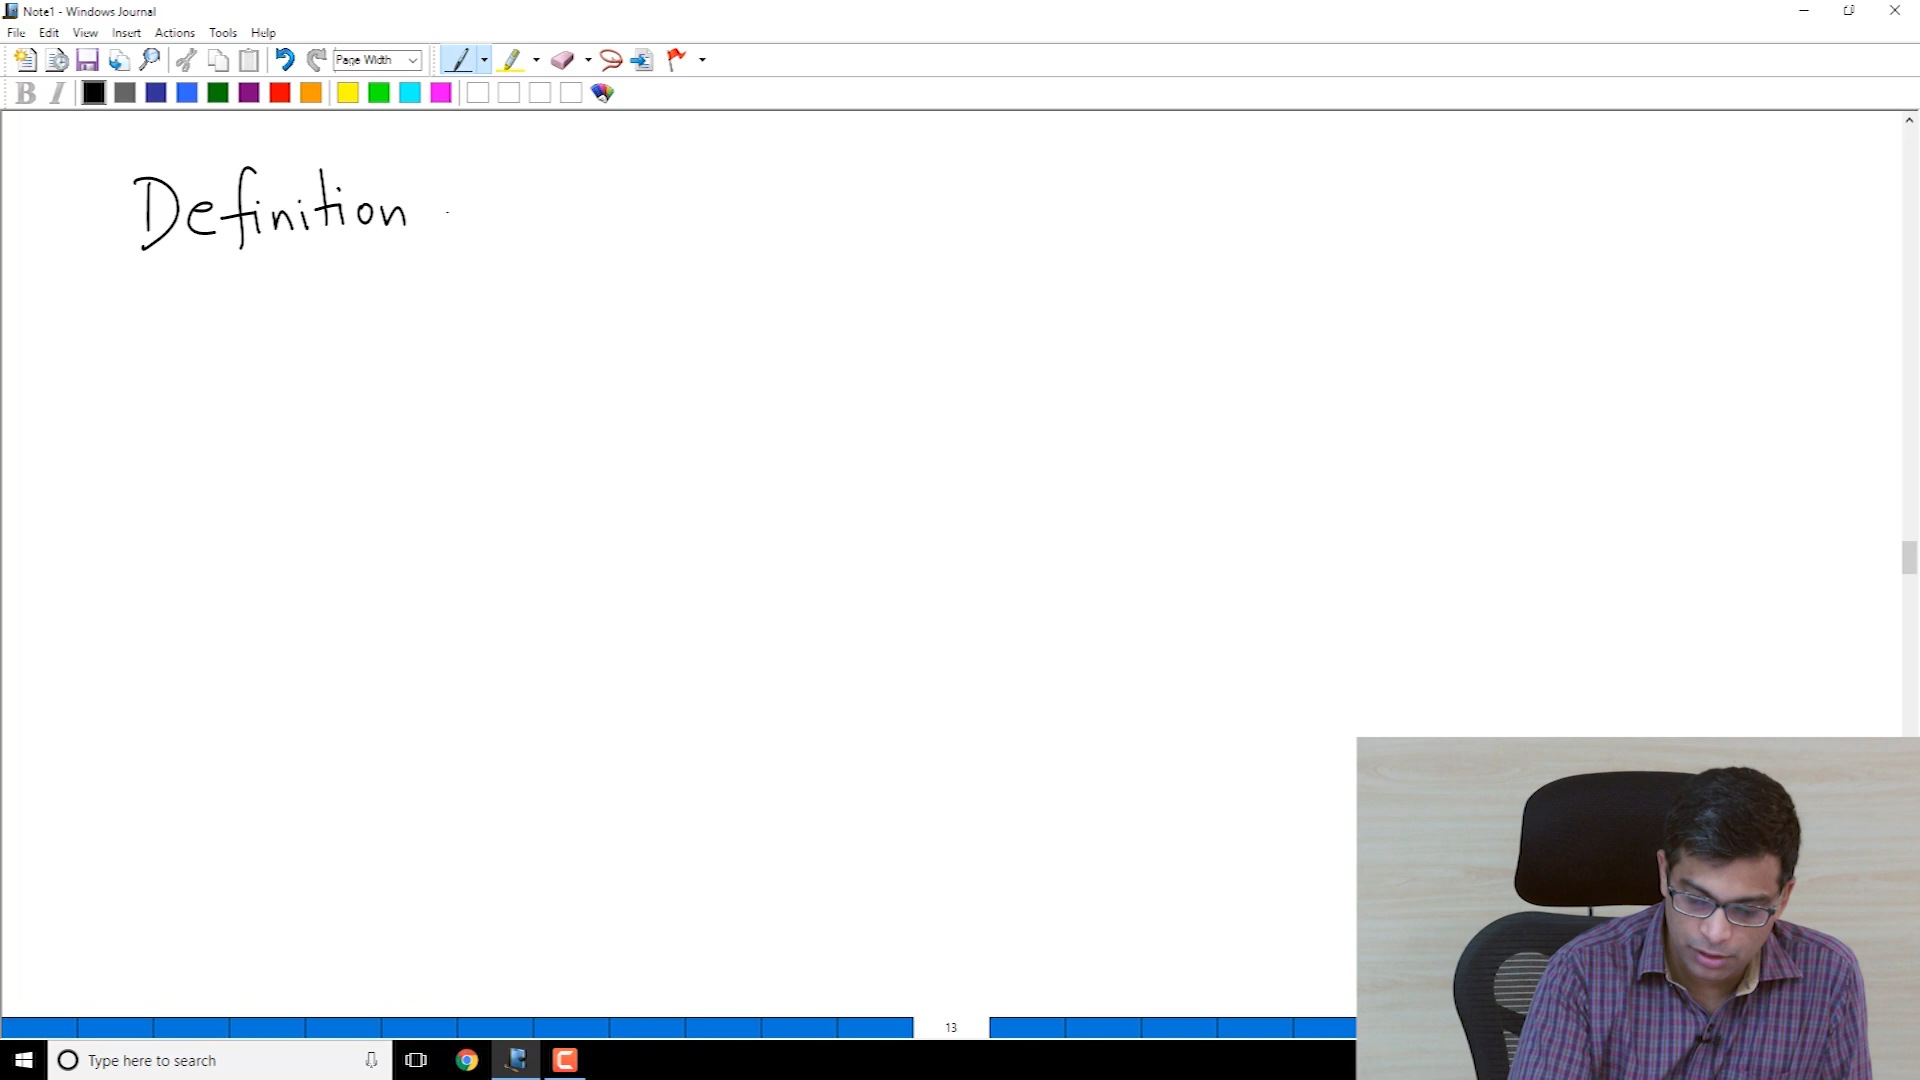 Note1 - Windows Journal
File Edit View Insert Actions Tools Help
Page Width
B I
Definition
13
Type here to search